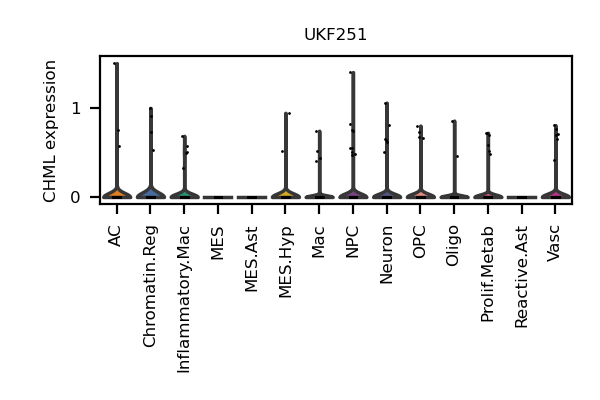 UKF251
CHML expression
1
0
AC
Chromatin.Reg
Inflammatory.Mac
MES
MES.Ast
MES.Hyp
Mac
NPC
Neuron
OPC
Oligo
Prolif.Metab
Reactive.Ast
Vasc